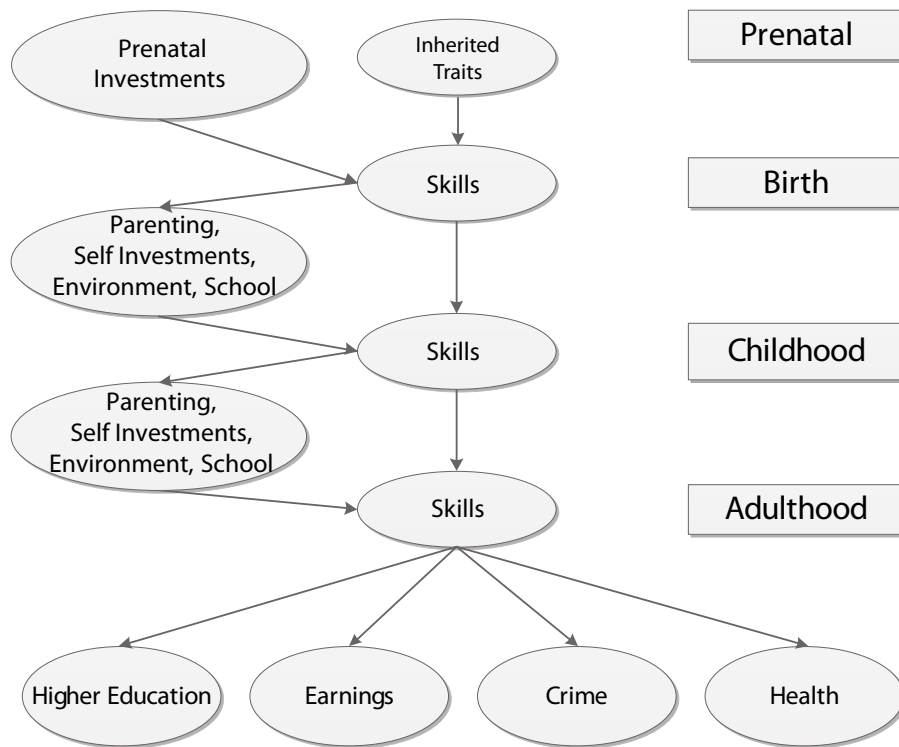 Prenatal
Investments
Inherited
Traits
Prenatal
Skills
Birth
Parenting,
Self Investments,
Environment, School
Skills
Childhood
Parenting,
Self Investments,
Environment, School
Skills
Adulthood
Higher Education
Earnings
Crime
Health